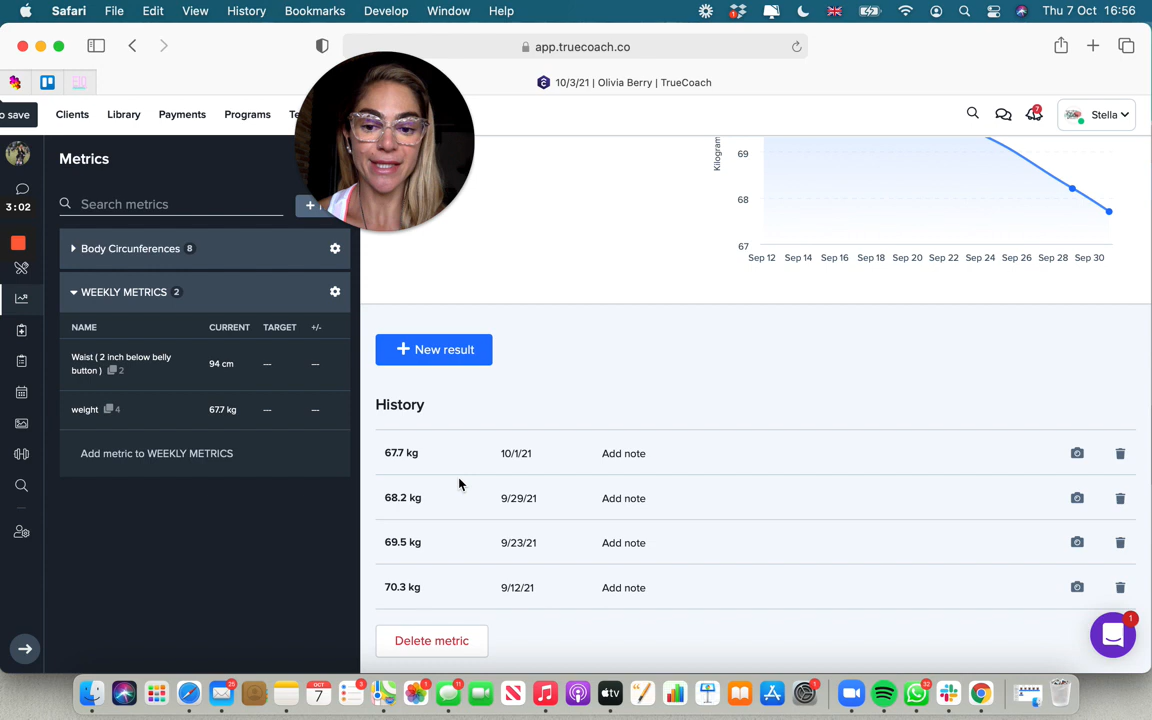 Safari File Edit View History Bookmarks Develop Window Help Thu 7 Oct 16:56
app.truecoach.co
10/3/21 | Olivia Berry | TrueCoach
o save Clients Library Payments Programs Te 7 Stella
Metrics
3:02
Search metrics
+
Body Circunferences 8
WEEKLY METRICS 2
NAME CURRENT TARGET +/-
Waist ( 2 inch below belly
button ) 2 94 cm — —
weight 4 67.7 kg — —
Add metric to WEEKLY METRICS
Kilogram
69
68
67
Sep 12 Sep 14 Sep 16 Sep 18 Sep 20 Sep 22 Sep 24 Sep 26 Sep 28 Sep 30
+ New result
History
67.7 kg 10/1/21 Add note
68.2 kg 9/29/21 Add note
69.5 kg 9/23/21 Add note
70.3 kg 9/12/21 Add note
Delete metric
1